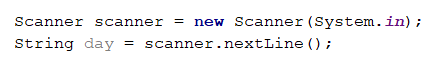 Scanner scanner = new Scanner(System.in);
String day = scanner.nextLine();